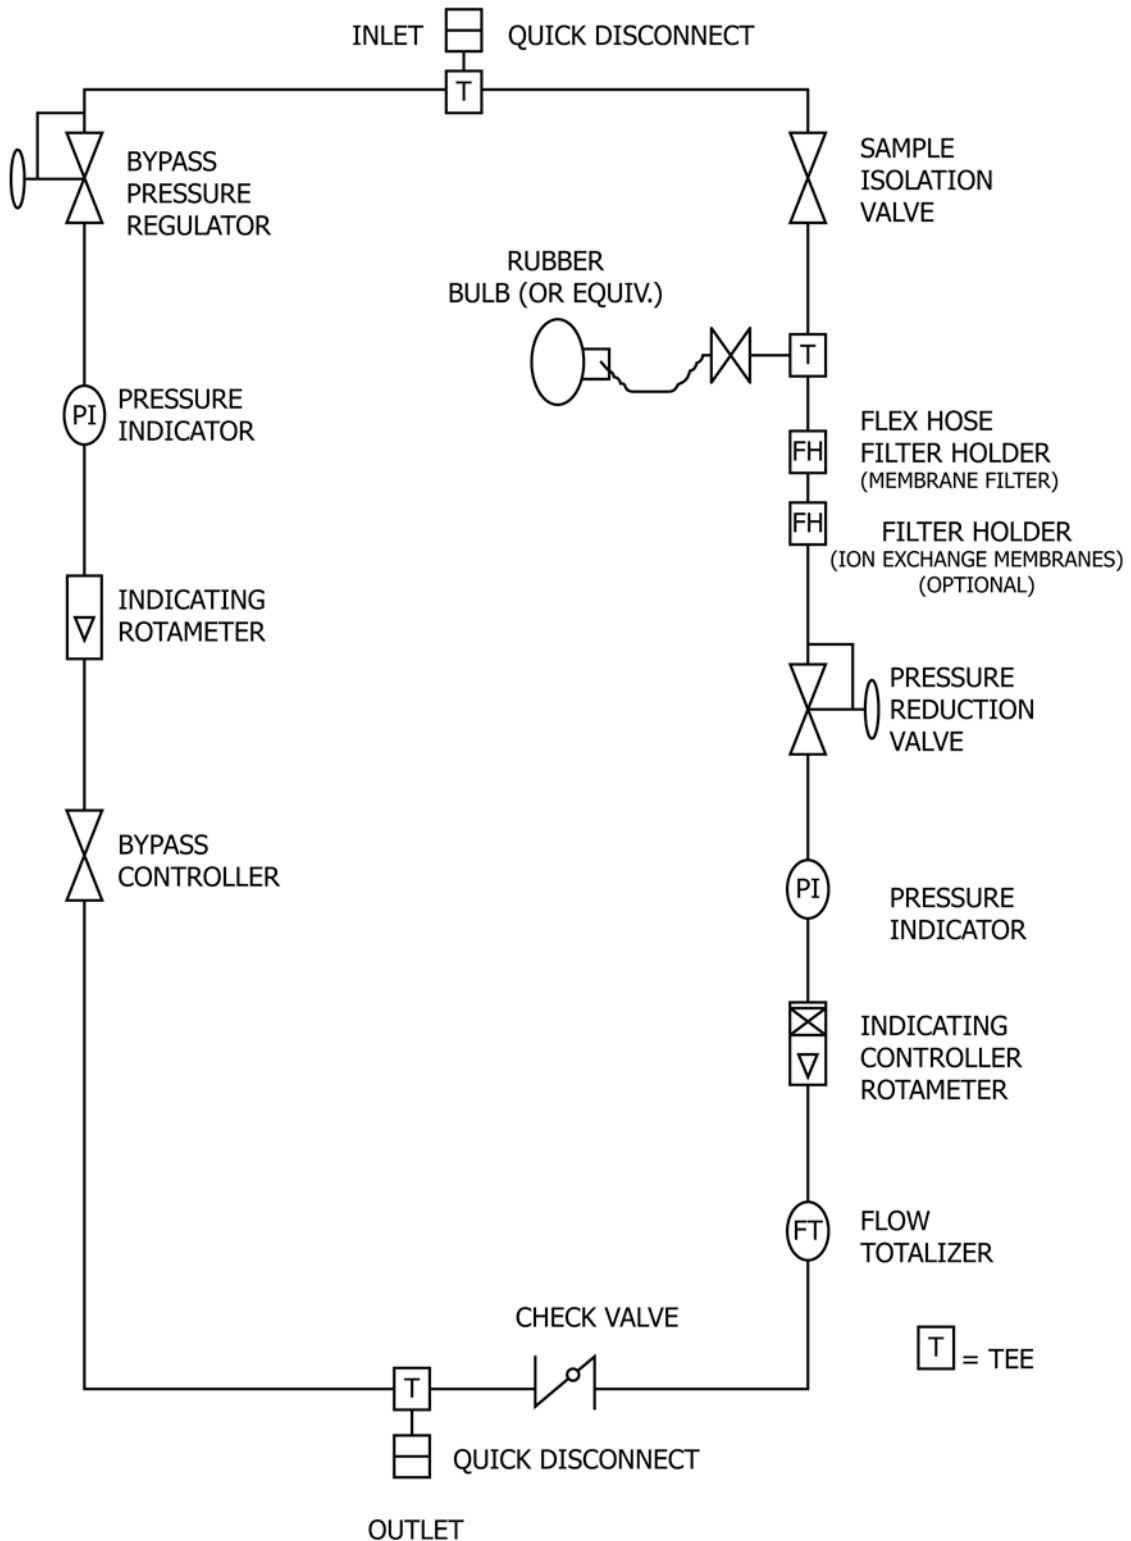 INLET
QUICK DISCONNECT
T
BYPASS
PRESSURE
REGULATOR
SAMPLE
ISOLATION
VALVE
RUBBER
BULB (OR EQUIV.)
T
PI
PRESSURE
INDICATOR
FH
FLEX HOSE
FILTER HOLDER
(MEMBRANE FILTER)
FH
FILTER HOLDER
(ION EXCHANGE MEMBRANES)
(OPTIONAL)
INDICATING
ROTAMETER
PRESSURE
REDUCTION
VALVE
BYPASS
CONTROLLER
PI
PRESSURE
INDICATOR
INDICATING
CONTROLLER
ROTAMETER
FT
FLOW
TOTALIZER
CHECK VALVE
T = TEE
T
QUICK DISCONNECT
OUTLET